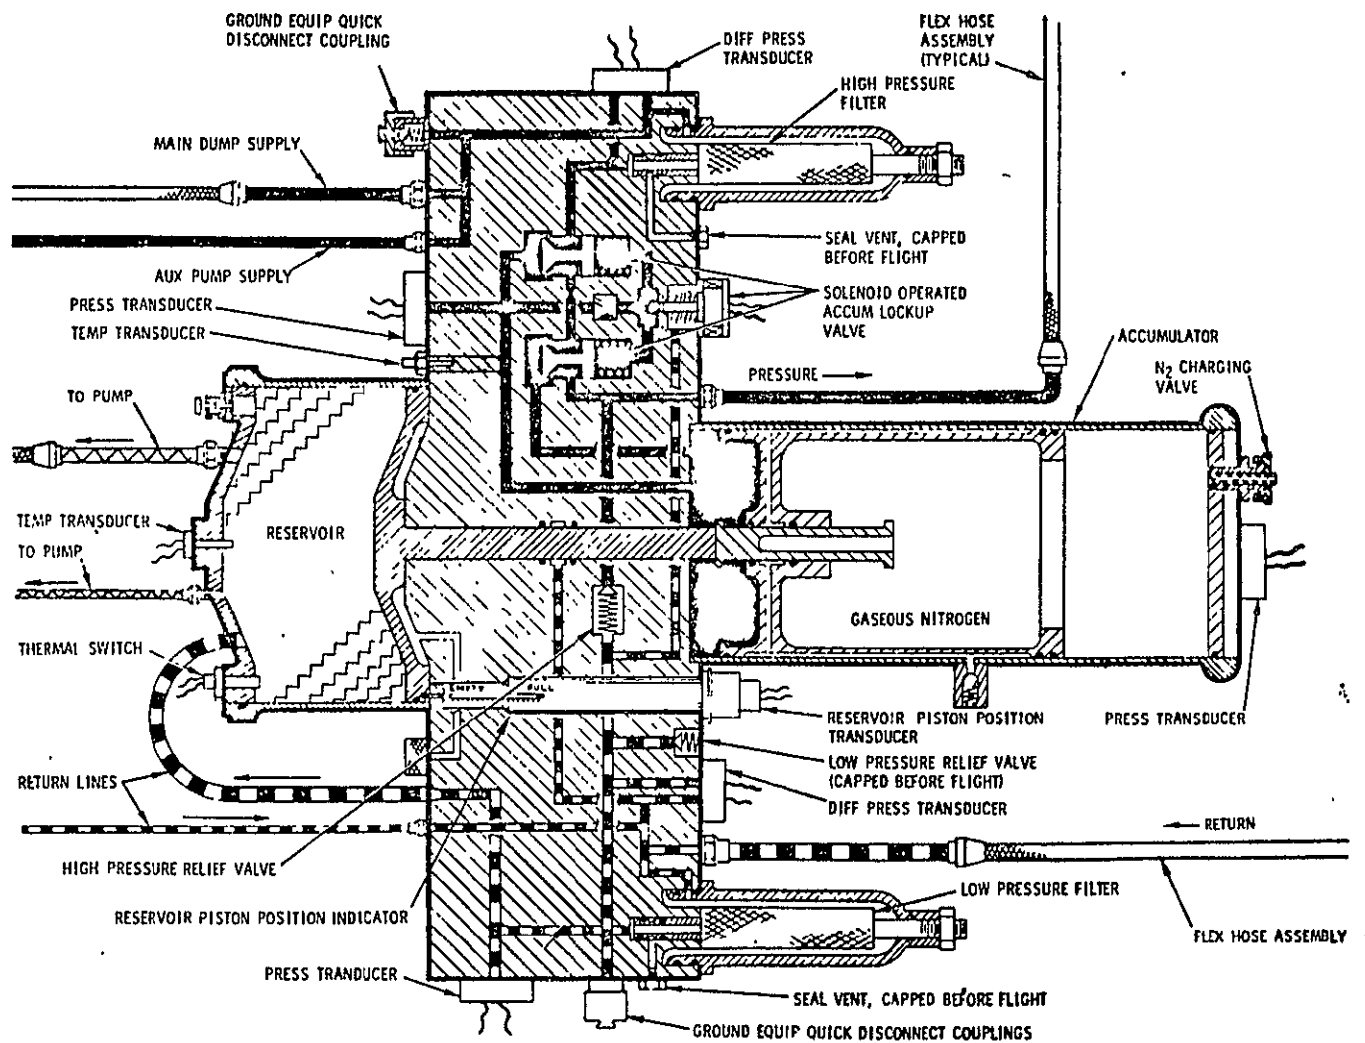 GROUND EQUIP QUICK
DISCONNECT COUPLING
DIFF PRESS
TRANSDUCER
FLEX HOSE
ASSEMBLY
(TYPICAL)
HIGH PRESSURE
FILTER
MAIN DUMP SUPPLY
AUX PUMP SUPPLY
SEAL VENT, CAPPED
BEFORE FLIGHT
PRESS TRANSDUCER
SOLENOID OPERATED
ACCUM LOCKUP
VALVE
TEMP TRANSDUCER
ACCUMULATOR
N2 CHARGING
VALVE
PRESSURE
TO PUMP
TEMP TRANSDUCER
RESERVOIR
TO PUMP
GASEOUS NITROGEN
THERMAL SWITCH
EMPTY
FULL
RESERVOIR PISTON POSITION
TRANSDUCER
PRESS TRANSDUCER
LOW PRESSURE RELIEF VALVE
(CAPPED BEFORE FLIGHT)
RETURN LINES
DIFF PRESS TRANSDUCER
RETURN
HIGH PRESSURE RELIEF VALVE
LOW PRESSURE FILTER
RESERVOIR PISTON POSITION INDICATOR
FLEX HOSE ASSEMBLY
PRESS TRANDUCER
SEAL VENT, CAPPED BEFORE FLIGHT
GROUND EQUIP QUICK DISCONNECT COUPLINGS